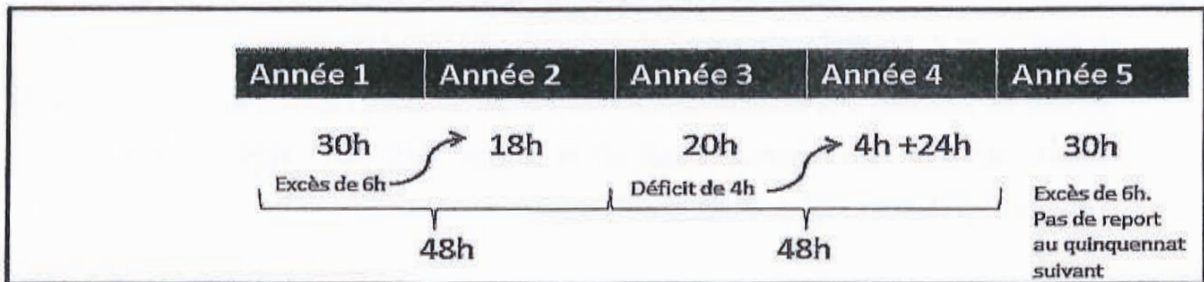 Année 1 Année 2 Année 3 Année 4 Année 5
30h 18h 20h 4h +24h 30h
Excès de 6h Déficit de 4h Excès de 6h.
Pas de report
48h 48h au quinquennat
suivant